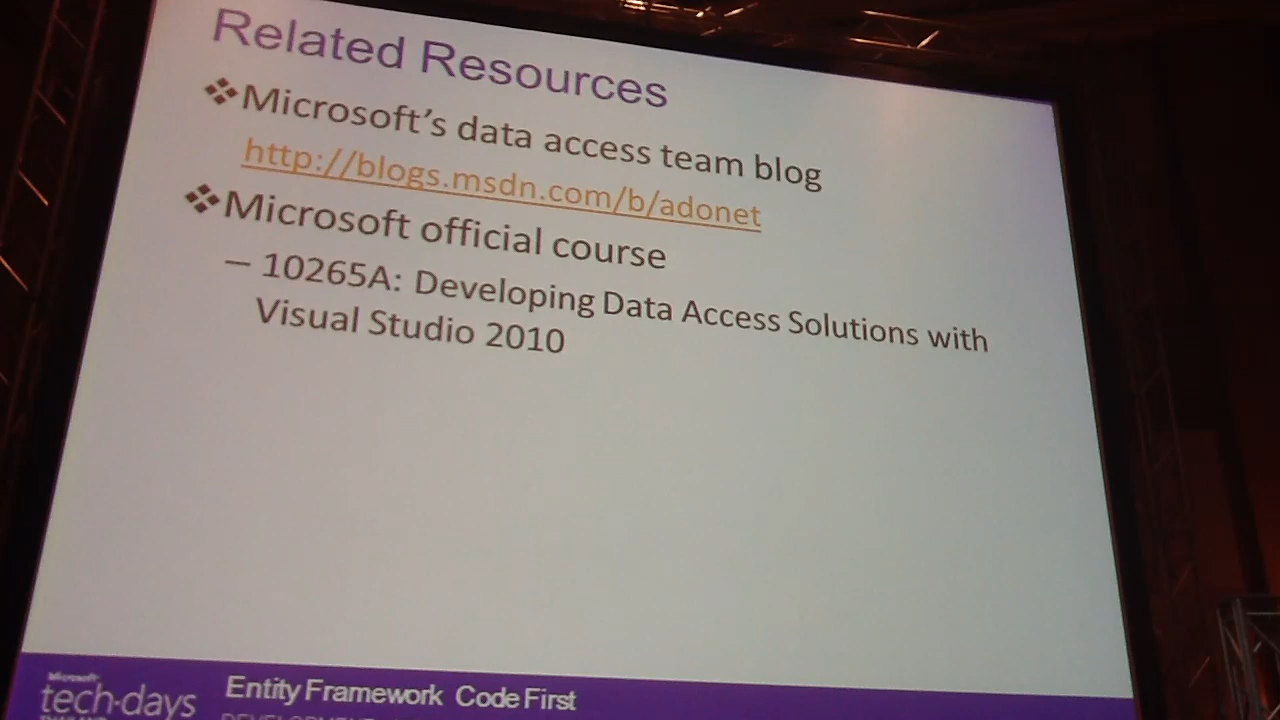 Related Resources
❖Microsoft's data access team blog
http://blogs.msdn.com/b/adonet
❖Microsoft official course
– 10265A: Developing Data Access Solutions with
Visual Studio 2010
Microsoft
tech·days
Entity Framework Code First